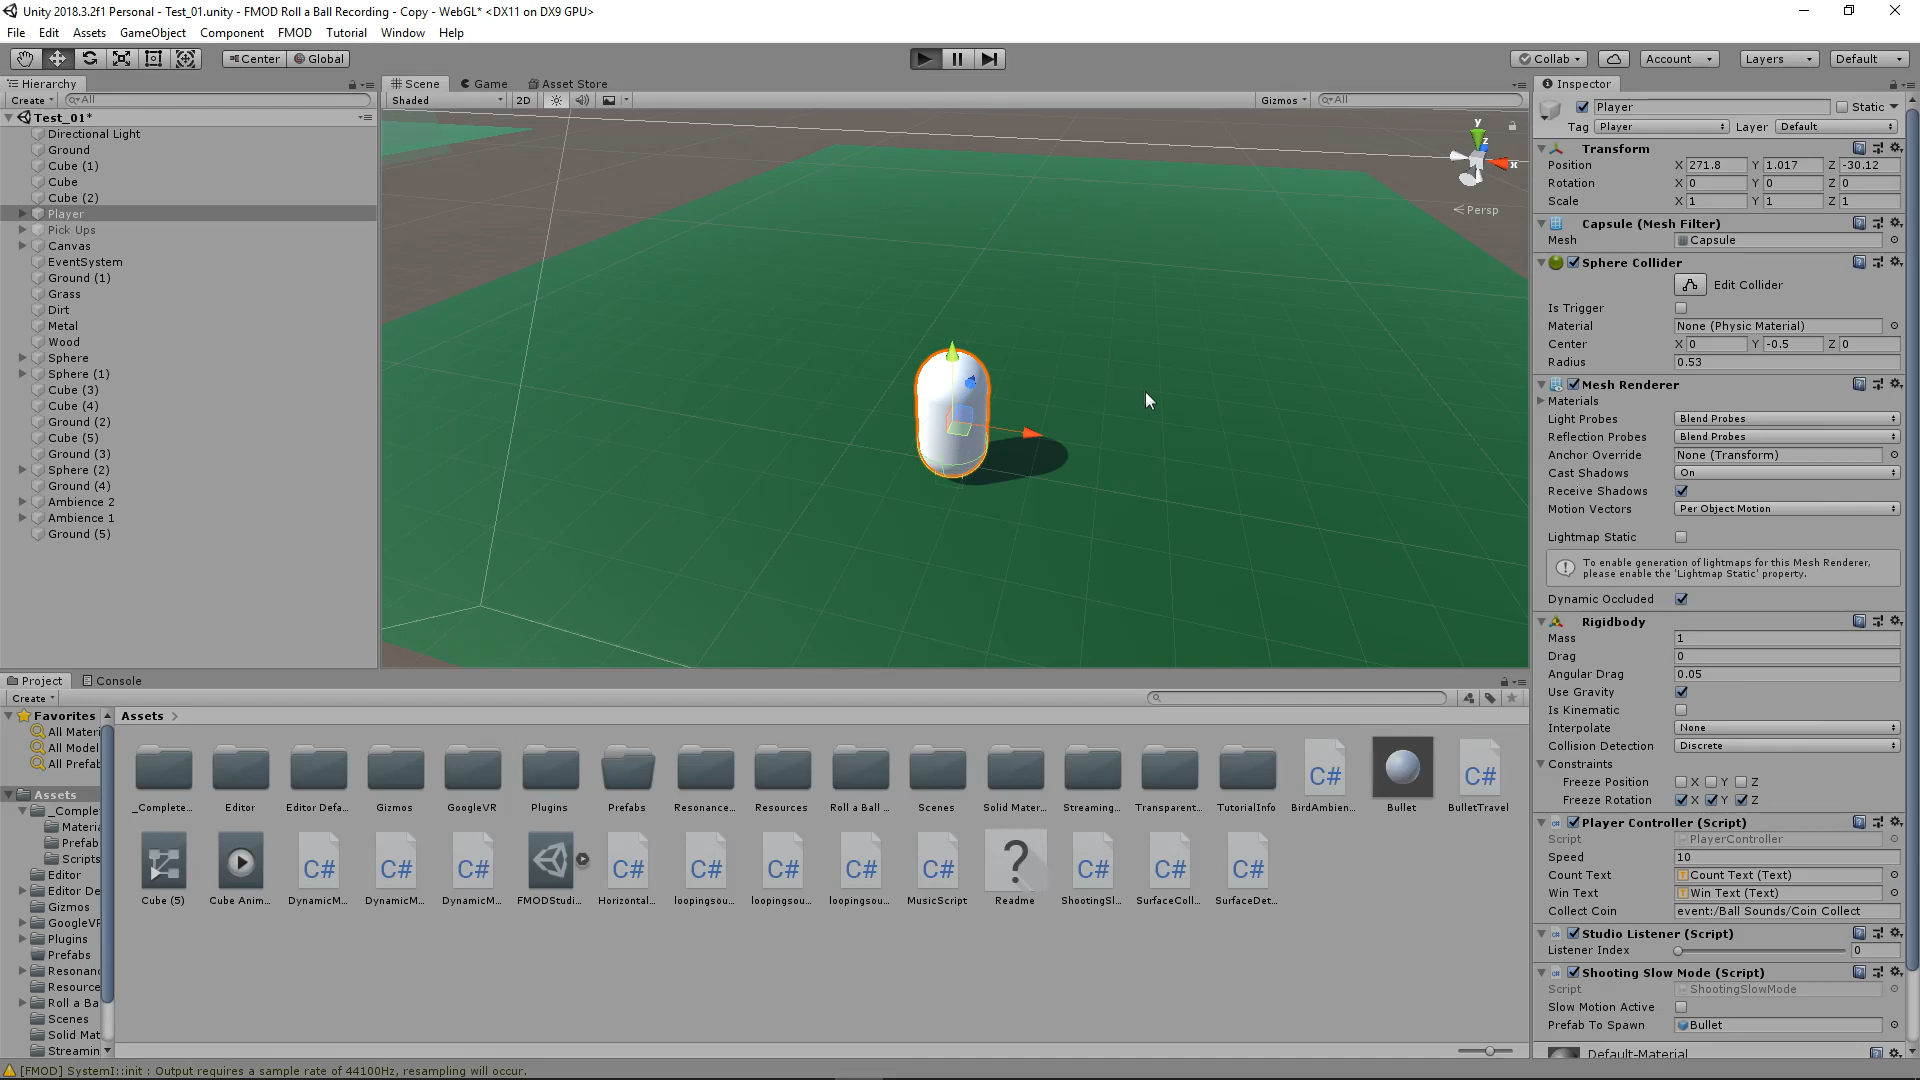 Unity 2018.3.2f1 Personal - Test_01.unity - FMOD Roll a Ball Recording - Copy - WebGL* <DX11 on DX9 GPU>
File Edit Assets GameObject Component FMOD Tutorial Window Help
Center Global Collab Account Layers Default
Hierarchy
Create All
Test_01*
Directional Light
Ground
Cube (1)
Cube
Cube (2)
Player
Pick Ups
Canvas
EventSystem
Ground (1)
Grass
Dirt
Metal
Wood
Sphere
Sphere (1)
Cube (3)
Cube (4)
Ground (2)
Cube (5)
Ground (3)
Sphere (2)
Ground (4)
Ambience 2
Ambience 1
Ground (5)
Scene Game Asset Store
Shaded 2D Gizmos All
y
z
x
Persp
Inspector
Player Static
Tag Player Layer Default
Transform
Position X 271.8 Y 1.017 Z -30.12
Rotation X 0 Y 0 Z 0
Scale X 1 Y 1 Z 1
Capsule (Mesh Filter)
Mesh Capsule
Sphere Collider
Edit Collider
Is Trigger
Material None (Physic Material)
Center X 0 Y -0.5 Z 0
Radius 0.53
Mesh Renderer
Materials
Light Probes Blend Probes
Reflection Probes Blend Probes
Anchor Override None (Transform)
Cast Shadows On
Receive Shadows
Motion Vectors Per Object Motion
Lightmap Static
To enable generation of lightmaps for this Mesh Renderer,
please enable the 'Lightmap Static' property.
Dynamic Occluded
Rigidbody
Mass 1
Drag 0
Angular Drag 0.05
Use Gravity
Is Kinematic
Interpolate None
Collision Detection Discrete
Constraints
Freeze Position X Y Z
Freeze Rotation X Y Z
Player Controller (Script)
Script PlayerController
Speed 10
Count Text Count Text (Text)
Win Text Win Text (Text)
Collect Coin event:/Ball Sounds/Coin Collect
Studio Listener (Script)
Listener Index 0
Shooting Slow Mode (Script)
Script ShootingSlowMode
Slow Motion Active
Prefab To Spawn Bullet
Default-Material
Project Console
Create
Favorites
All Materi
All Model
All Prefab
Assets
_Comple
Materia
Prefab
Scripts
Editor
Editor De
Gizmos
GoogleVR
Plugins
Prefabs
Resonanc
Resource
Roll a Ba
Scenes
Solid Mat
Streamin
Assets
_Complete... Editor Editor Defa... Gizmos GoogleVR Plugins Prefabs Resonance... Resources Roll a Ball ... Scenes Solid Mater... Streaming... Transparent... TutorialInfo BirdAmbien... Bullet BulletTravel
Cube (5) Cube Anim... DynamicM... DynamicM... DynamicM... FMODStudi... Horizontal... loopingsou... loopingsou... loopingsou... MusicScript Readme ShootingSl... SurfaceColl... SurfaceDet...
[FMOD] SystemI::init : Output requires a sample rate of 44100Hz, resampling will occur.